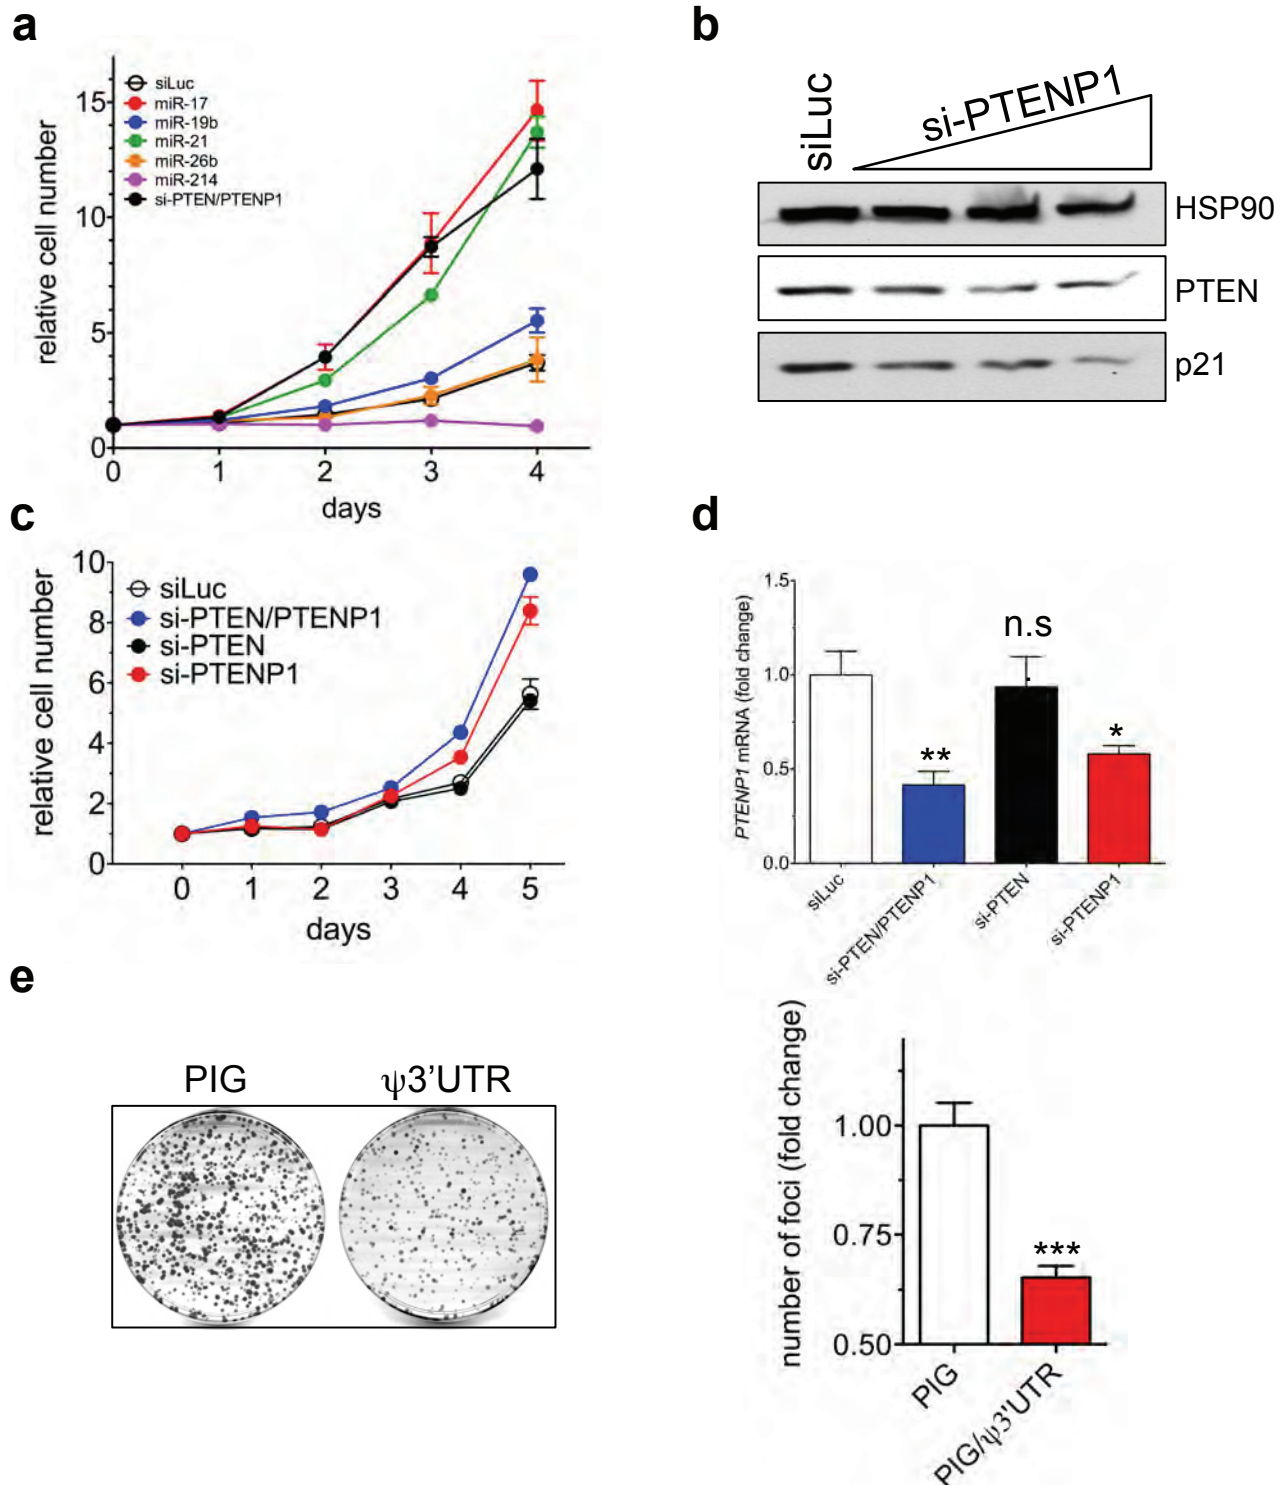 a
relative cell number
15
10
5
0
siLuc
miR-17
miR-19b
miR-21
miR-26b
miR-214
si-PTEN/PTENP1
0 1 2 3 4
days
b
siLuc
si-PTENP1
HSP90
PTEN
p21
c
relative cell number
10
8
6
4
2
0
siLuc
si-PTEN/PTENP1
si-PTEN
si-PTENP1
0 1 2 3 4 5
days
d
PTENP1 mRNA (fold change)
1.5
1.0
0.5
0.0
**
n.s
*
siLuc
si-PTEN/PTENP1
si-PTEN
si-PTENP1
e
PIG ψ3'UTR
number of foci (fold change)
1.00
0.75
0.50
***
PIG
PIG/ψ3'UTR